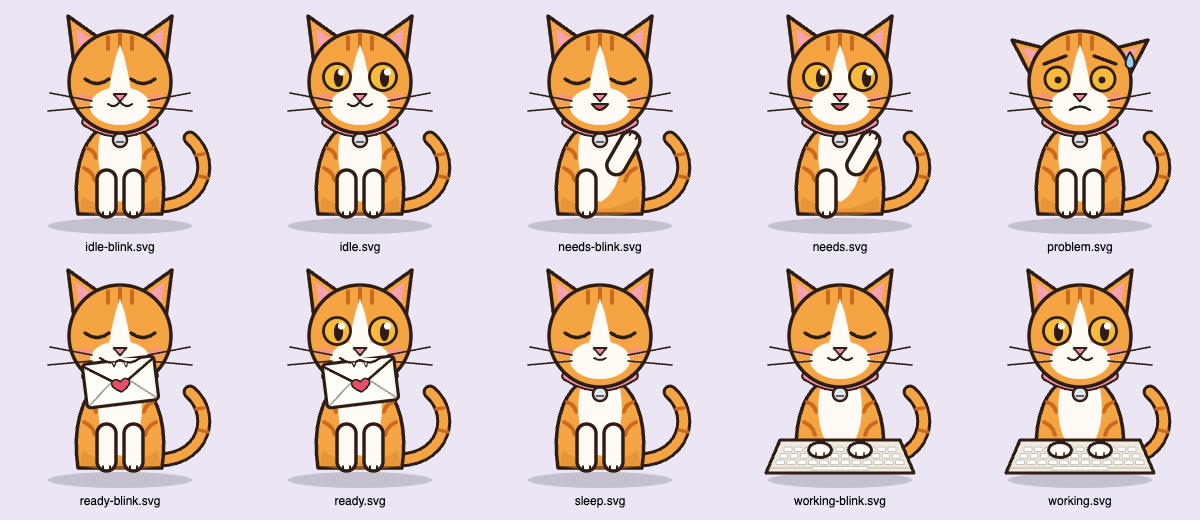 idle-blink.svg
idle.svg
needs-blink.svg
needs.svg
problem.svg
ready-blink.svg
ready.svg
sleep.svg
working-blink.svg
working.svg